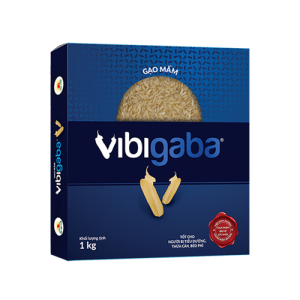 GẠO MẦM
Vibigaba®
TỐT CHO
NGƯỜI BỊ TIỂU ĐƯỜNG,
THỪA CÂN, BÉO PHÌ
Vibigaba
Khối lượng tịnh
1 kg